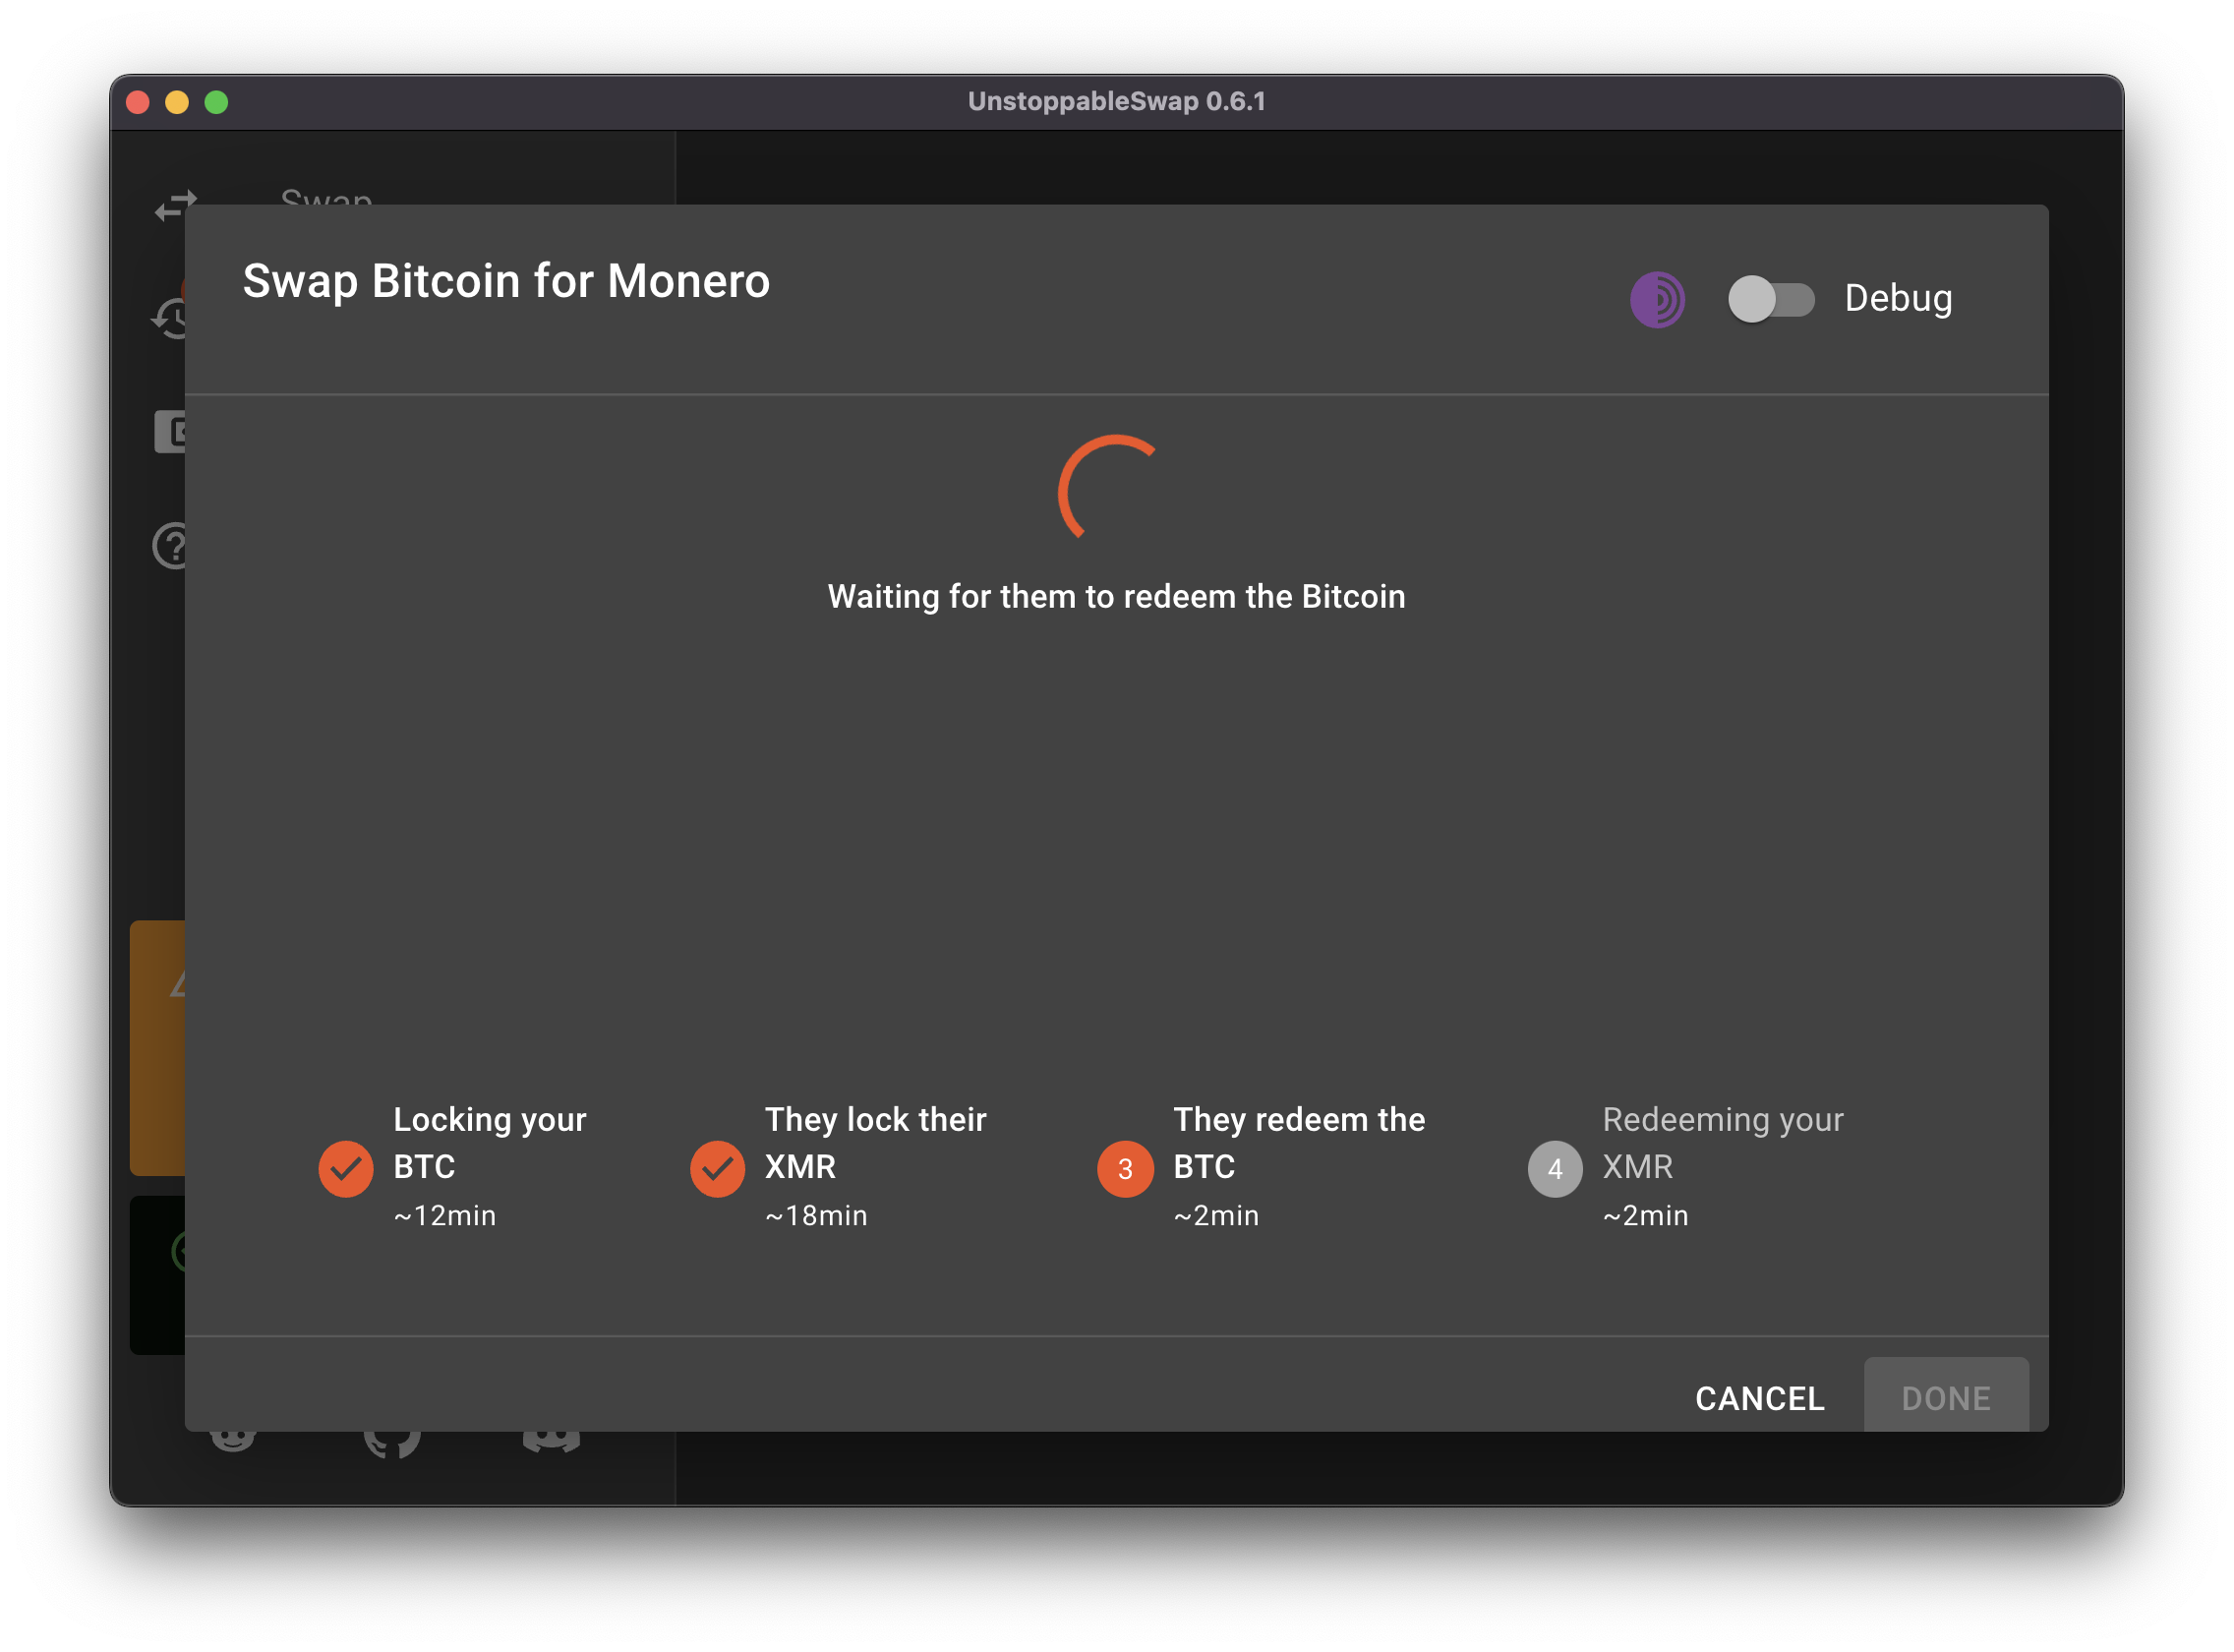 UnstoppableSwap 0.6.1
Swap
Swap Bitcoin for Monero
Debug
Waiting for them to redeem the Bitcoin
Locking your
BTC
~12min
They lock their
XMR
~18min
3
They redeem the
BTC
~2min
4
Redeeming your
XMR
~2min
CANCEL
DONE